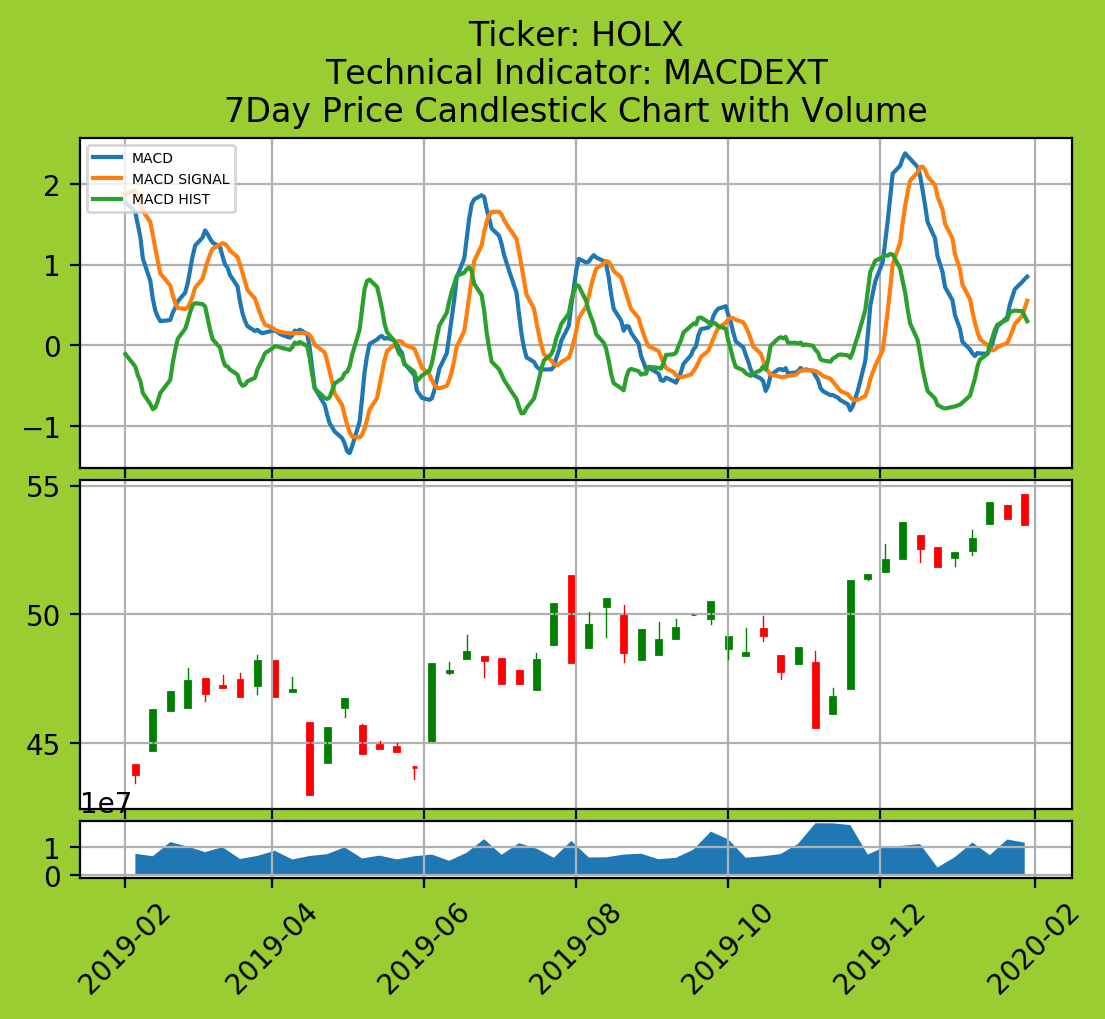 Ticker: HOLX
Technical Indicator: MACDEXT
7Day Price Candlestick Chart with Volume
MACD
MACD SIGNAL
MACD HIST
2
1
0
−1
55
50
45
1e7
1
0
2019-02
2019-04
2019-06
2019-08
2019-10
2019-12
2020-02